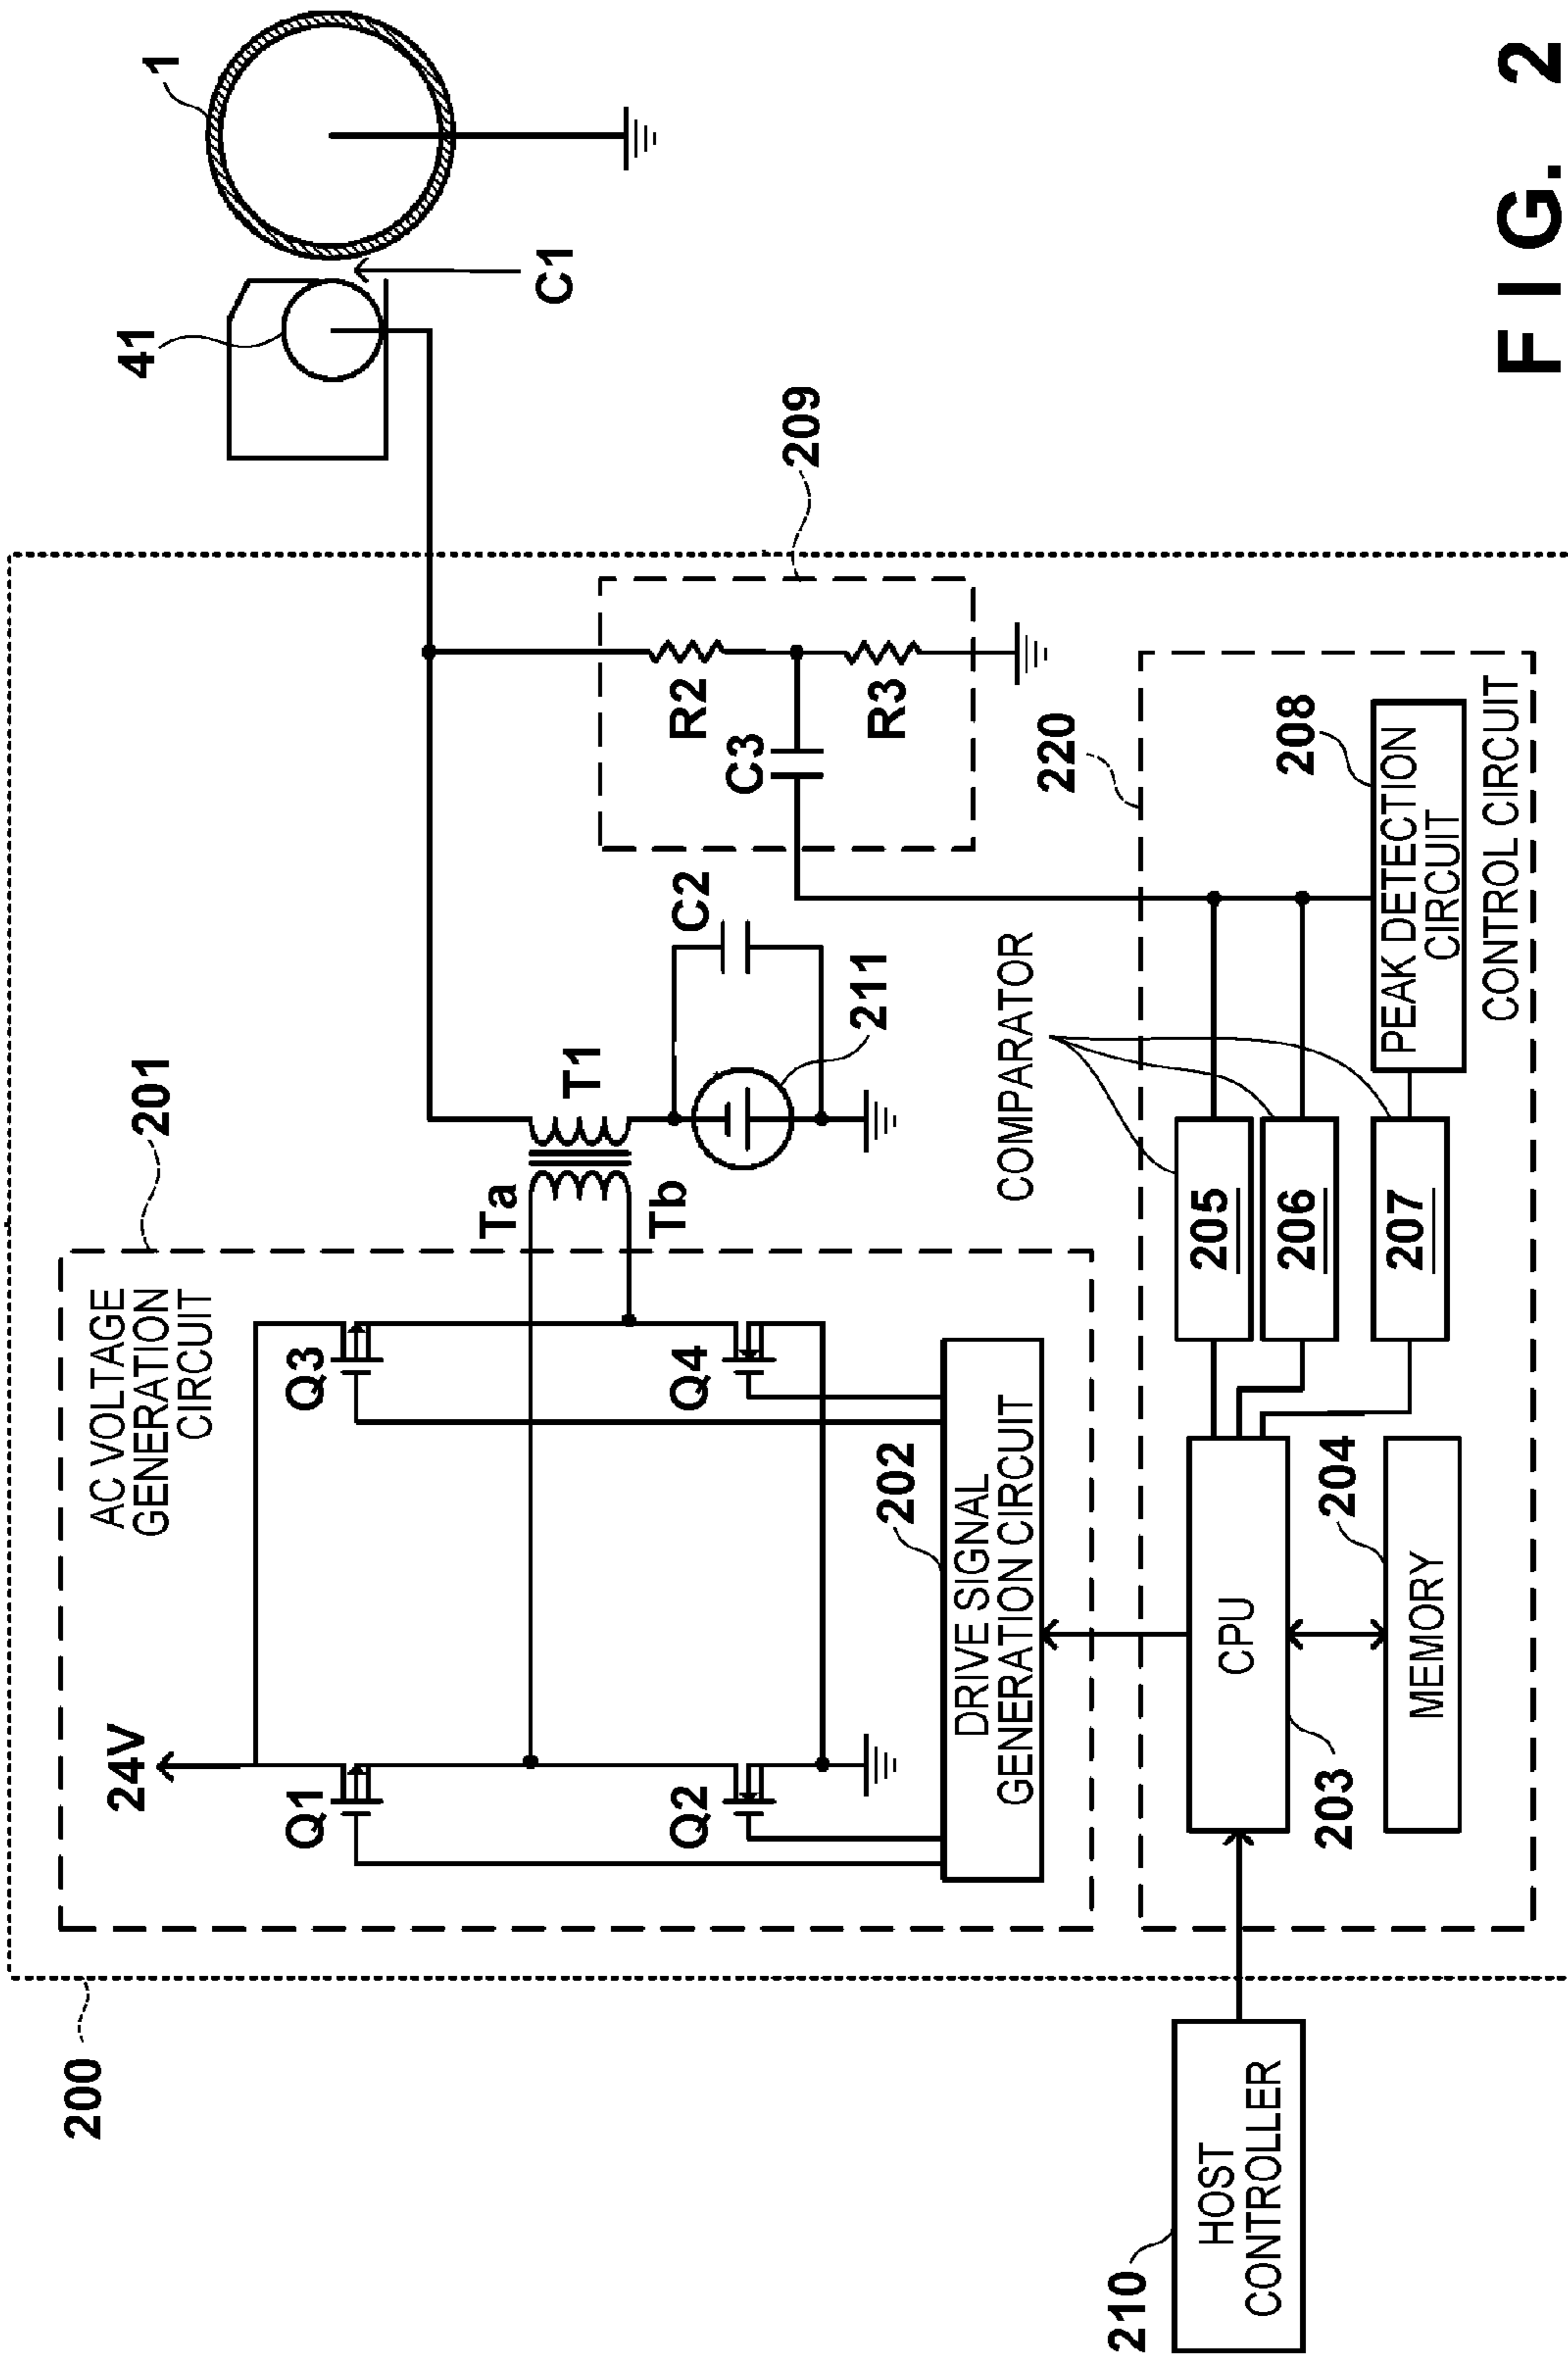 200
201
AC VOLTAGE
GENERATION
CIRCUIT
24V
Q1
Q3
Q2
Q4
202
DRIVE SIGNAL
GENERATION CIRCUIT
Ta
Tb
T1
C2
211
41
1
C1
209
R2
C3
R3
220
COMPARATOR
205
206
207
208
PEAK DETECTION
CIRCUIT
CONTROL CIRCUIT
CPU
203
204
MEMORY
210
HOST
CONTROLLER
FIG. 2